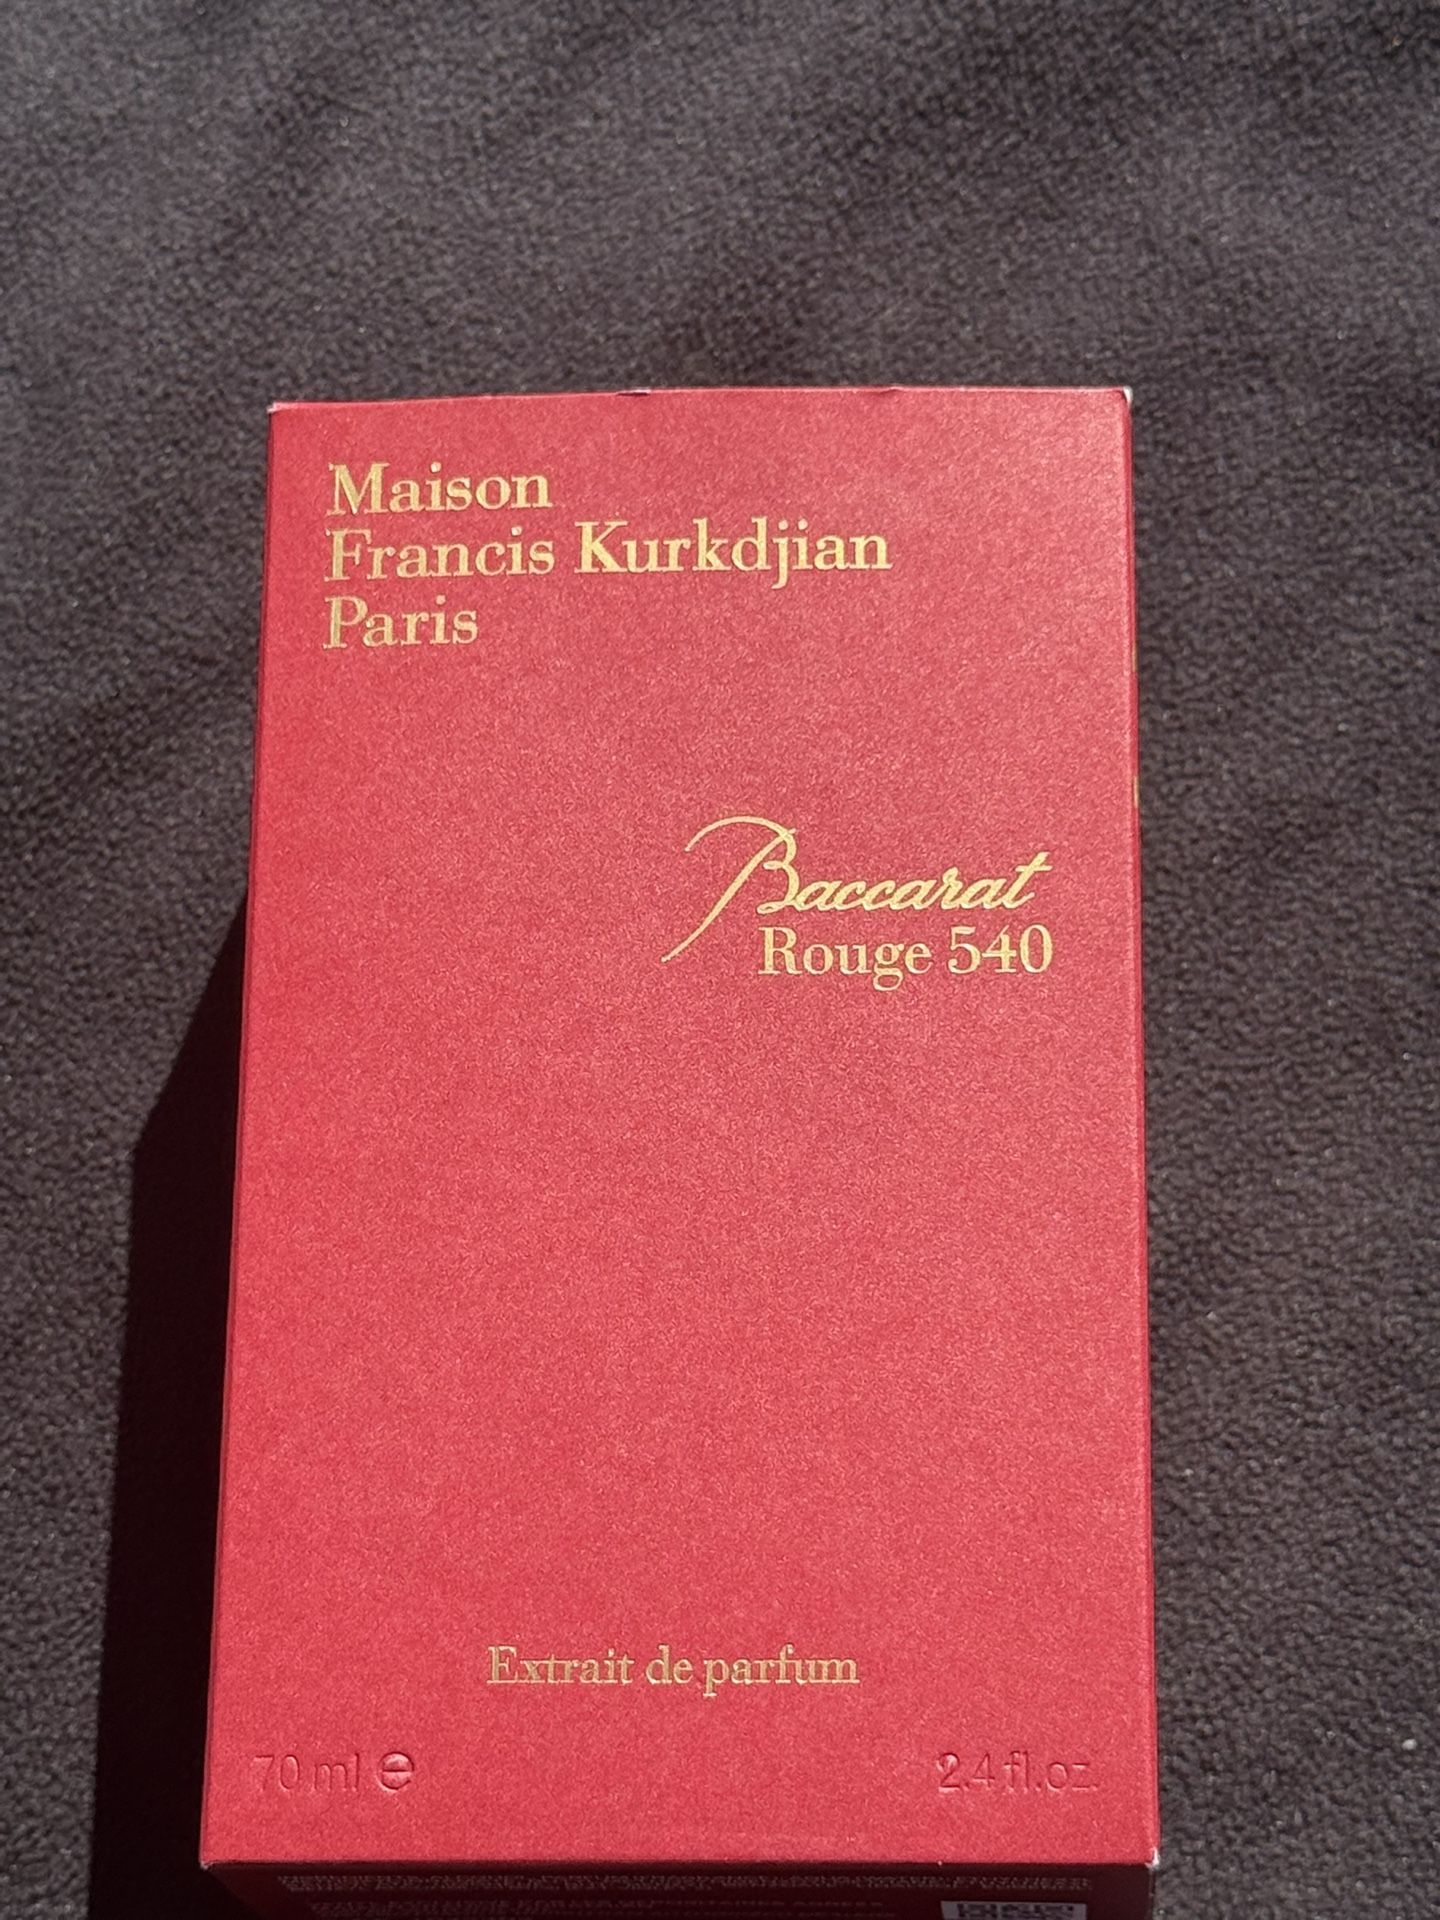 Maison
Francis Kurkdjian
Paris
Baccarat
Rouge 540
Extrait de parfum
70 ml ℮
2.4 fl.oz.